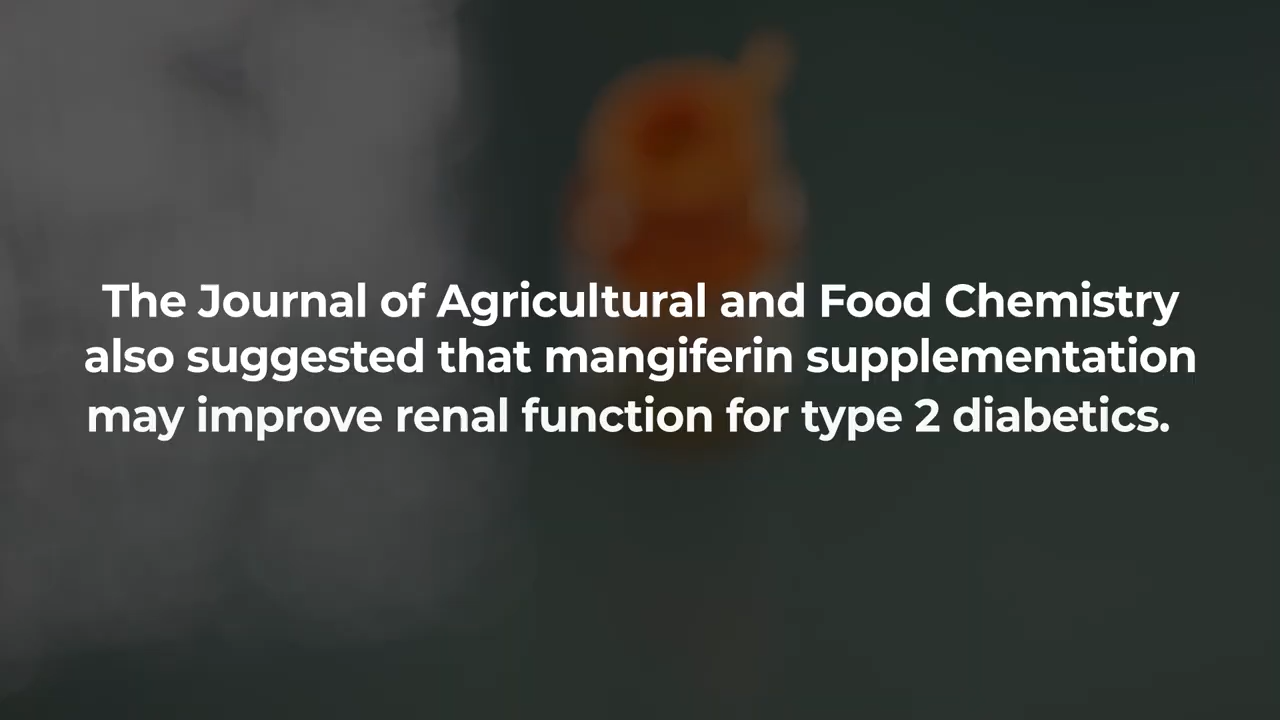 The Journal of Agricultural and Food Chemistry
also suggested that mangiferin supplementation
may improve renal function for type 2 diabetics.